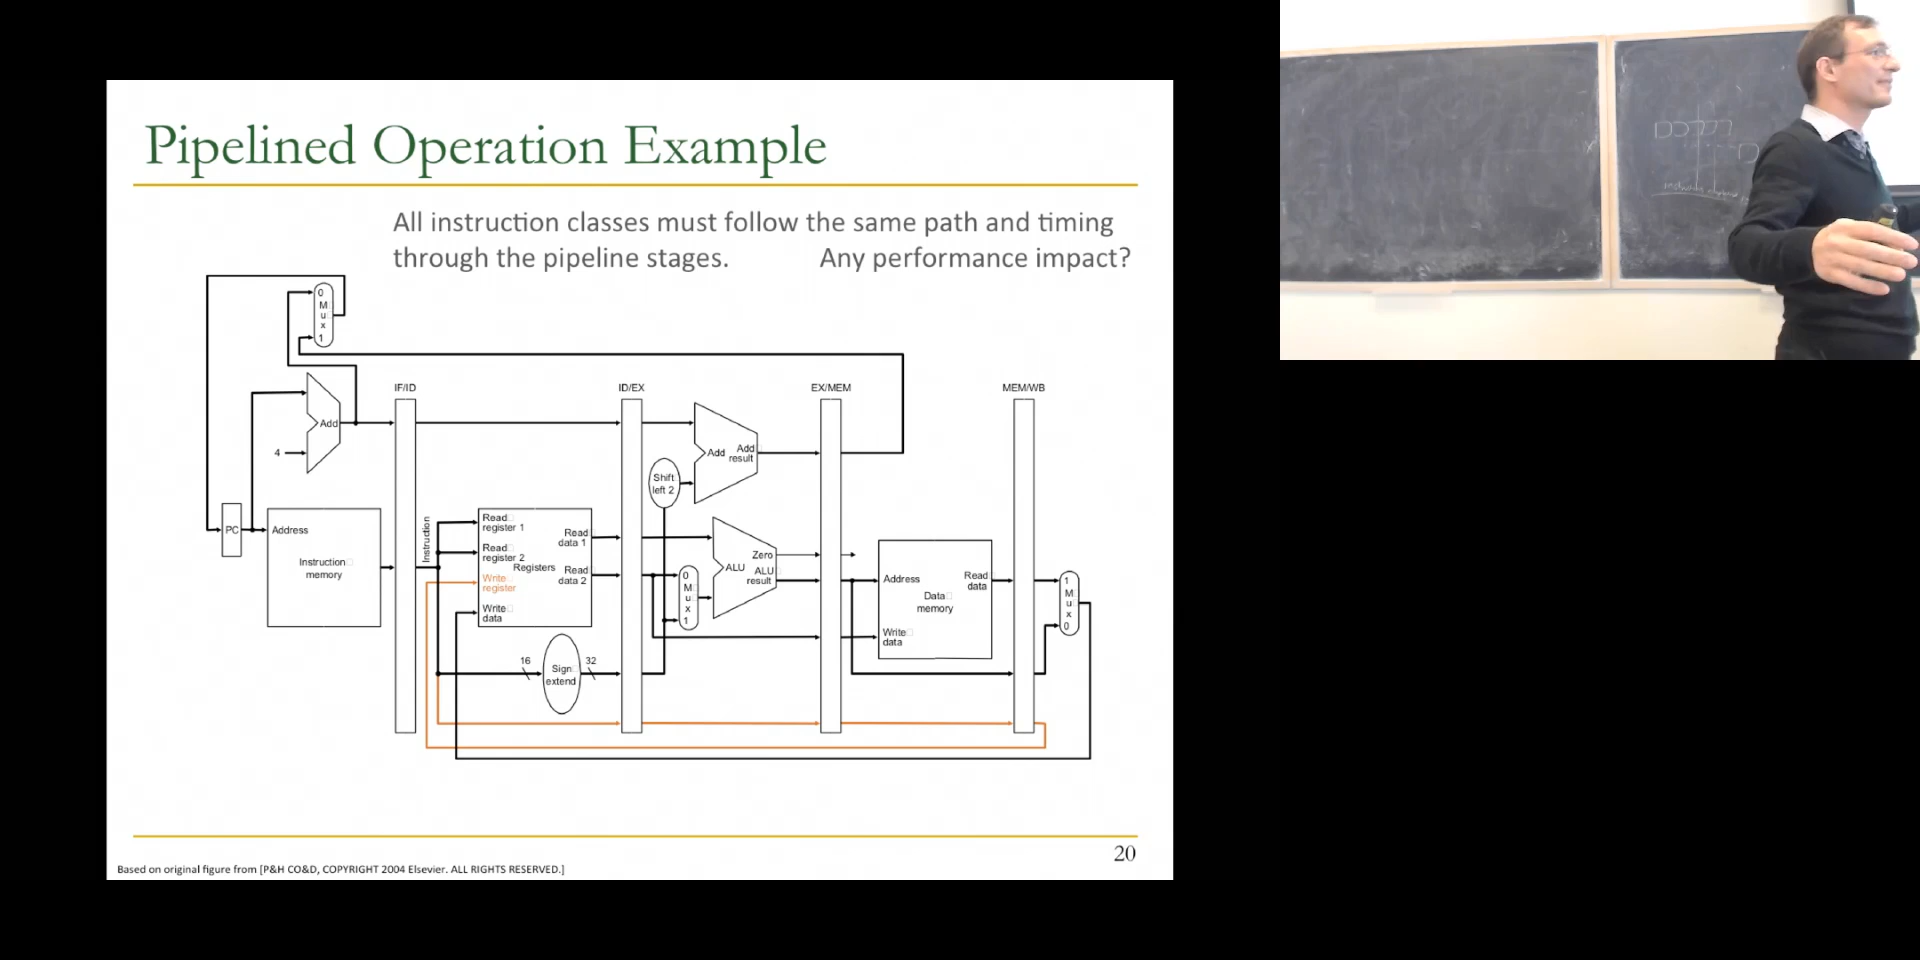 Pipelined Operation Example
All instruction classes must follow the same path and timing
through the pipeline stages. Any performance impact?
0
M
u
x
1
Add
4
PC
Address
Instruction
memory
IF/ID
Instruction
Read
register 1
Read
register 2
Write
register
Write
data
Registers
Read
data 1
Read
data 2
16
Sign
extend
32
ID/EX
Shift
left 2
Add
Add
result
0
M
u
x
1
ALU
Zero
ALU
result
EX/MEM
Address
Write
data
Data
memory
Read
data
MEM/WB
1
M
u
x
0
20
Based on original figure from [P&H CO&D, COPYRIGHT 2004 Elsevier. ALL RIGHTS RESERVED.]